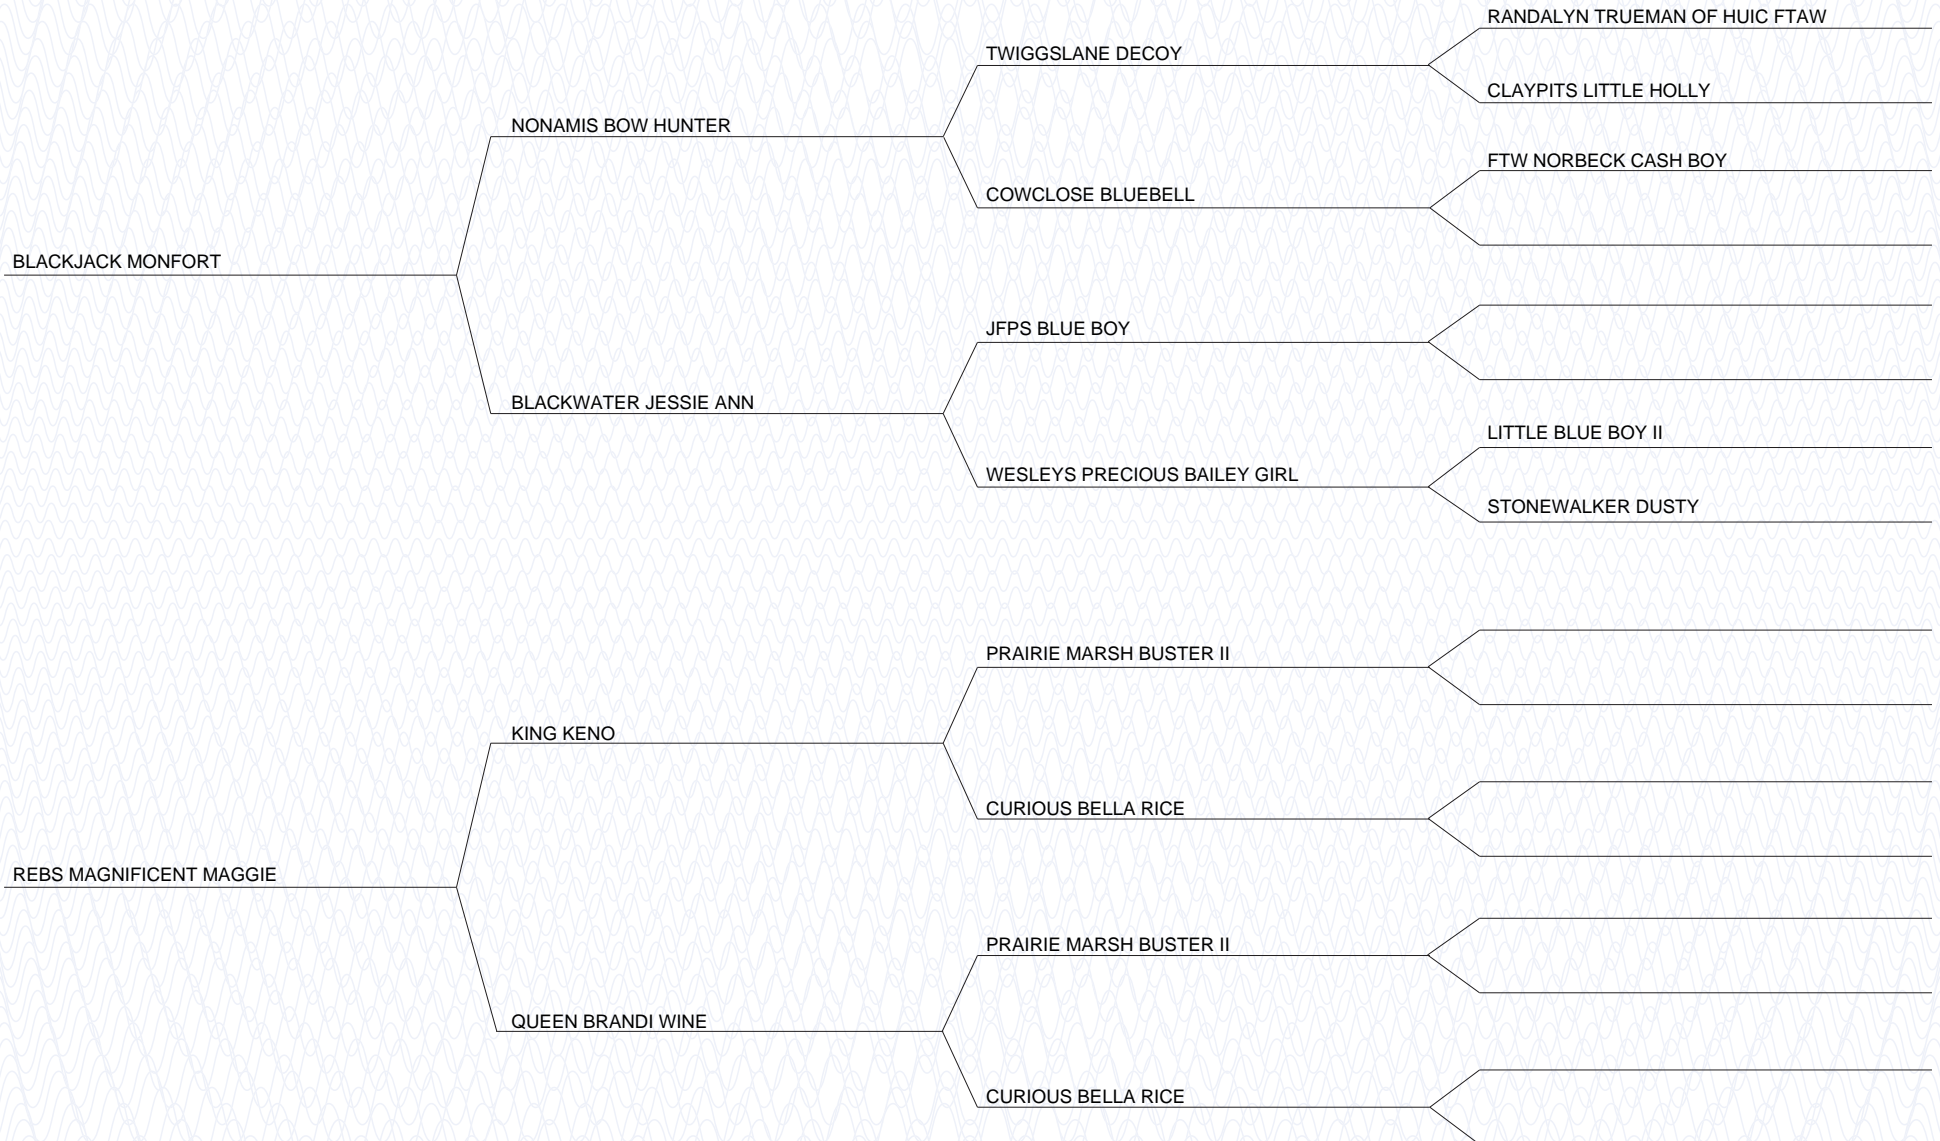 RANDALYN TRUEMAN OF HUIC FTAW
TWIGGSLANE DECOY
CLAYPITS LITTLE HOLLY
NONAMIS BOW HUNTER
FTW NORBECK CASH BOY
COWCLOSE BLUEBELL
BLACKJACK MONFORT
JFPS BLUE BOY
BLACKWATER JESSIE ANN
LITTLE BLUE BOY II
WESLEYS PRECIOUS BAILEY GIRL
STONEWALKER DUSTY
PRAIRIE MARSH BUSTER II
KING KENO
CURIOUS BELLA RICE
REBS MAGNIFICENT MAGGIE
PRAIRIE MARSH BUSTER II
QUEEN BRANDI WINE
CURIOUS BELLA RICE